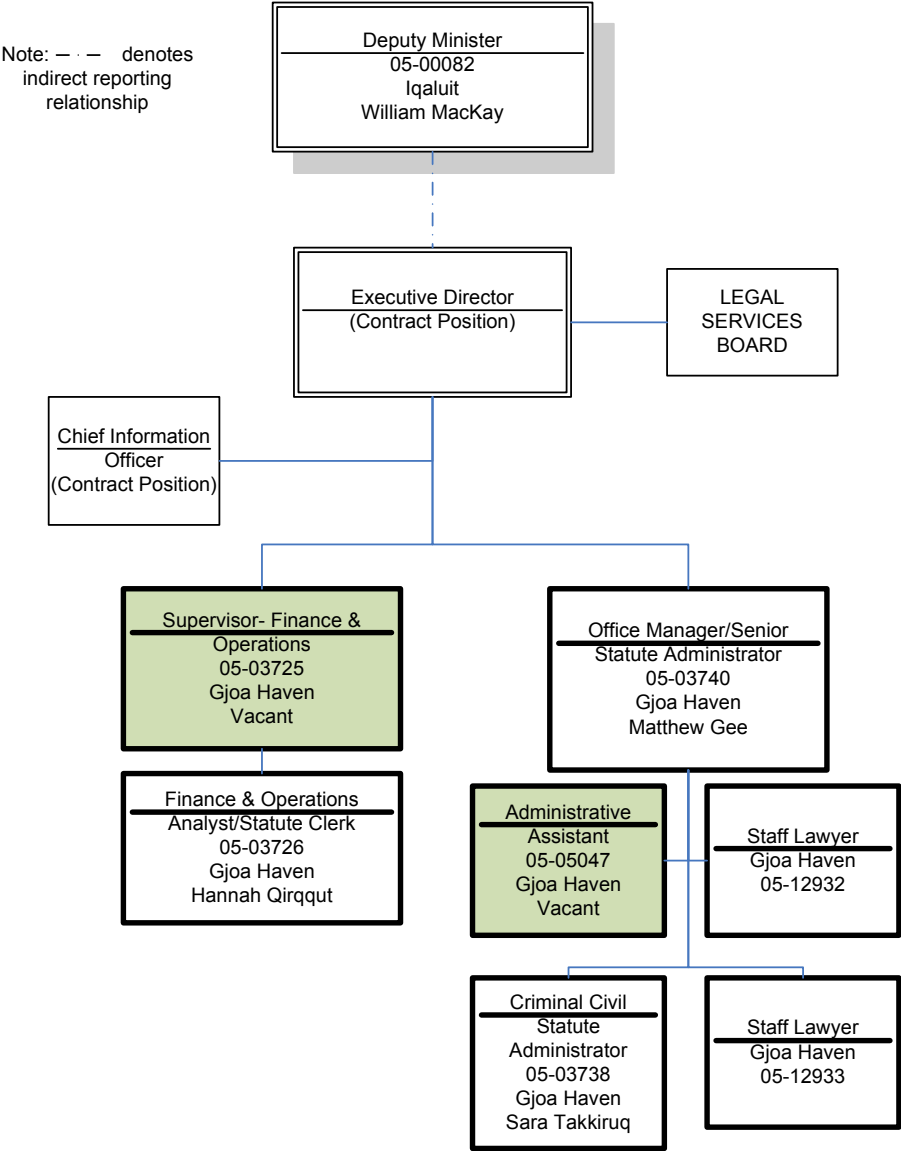 Note: — · — denotes
indirect reporting
relationship
Deputy Minister
05-00082
Iqaluit
William MacKay
Executive Director
(Contract Position)
LEGAL
SERVICES
BOARD
Chief Information
Officer
(Contract Position)
Supervisor- Finance &
Operations
05-03725
Gjoa Haven
Vacant
Office Manager/Senior
Statute Administrator
05-03740
Gjoa Haven
Matthew Gee
Finance & Operations
Analyst/Statute Clerk
05-03726
Gjoa Haven
Hannah Qirqqut
Administrative
Assistant
05-05047
Gjoa Haven
Vacant
Staff Lawyer
Gjoa Haven
05-12932
Criminal Civil
Statute
Administrator
05-03738
Gjoa Haven
Sara Takkiruq
Staff Lawyer
Gjoa Haven
05-12933